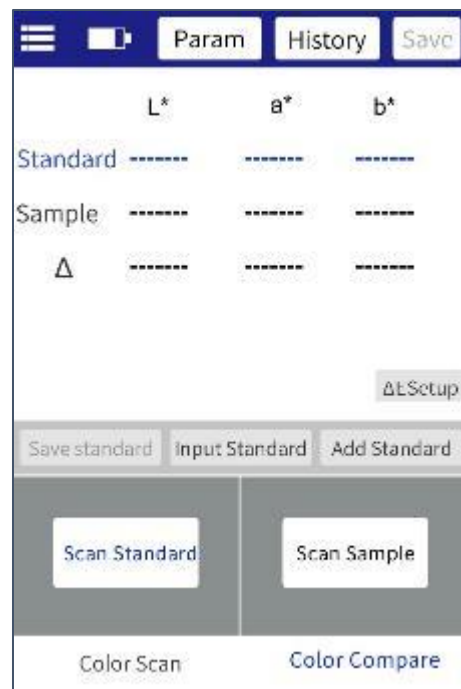 Param History Save
L* a* b*
Standard ------- ------- -------
Sample ------- ------- -------
Δ ------- ------- -------
ΔESetup
Save standard Input Standard Add Standard
Scan Standard Scan Sample
Color Scan Color Compare